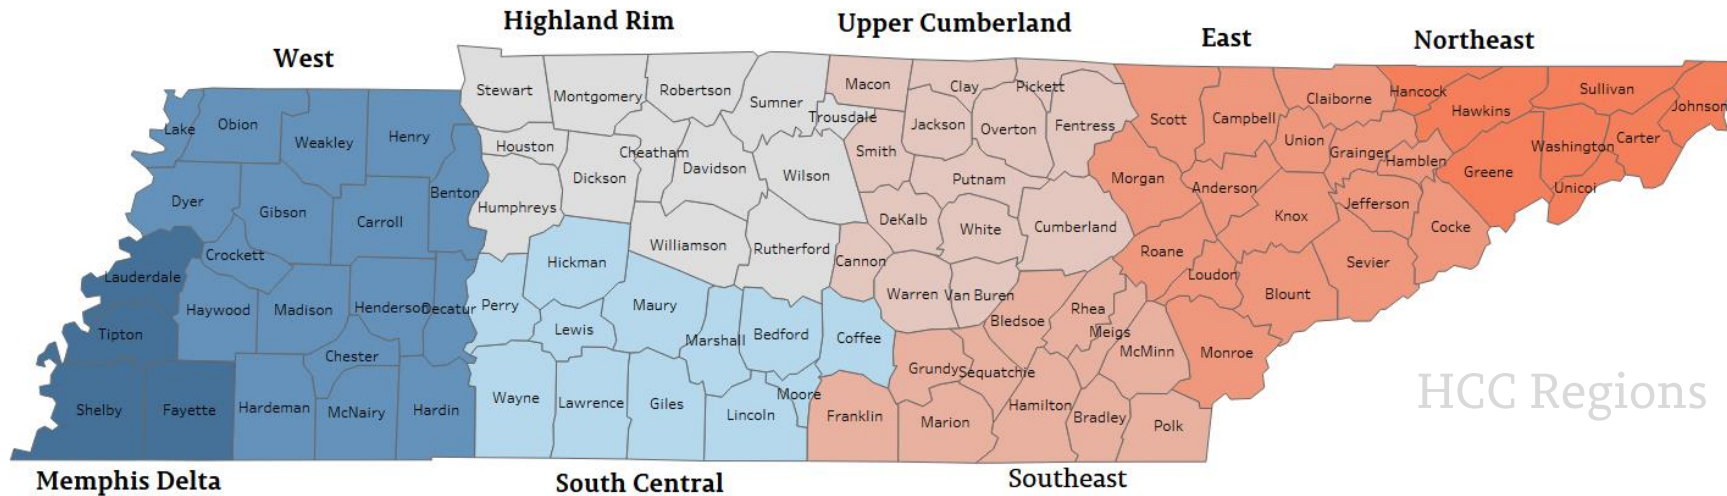 Highland Rim
Upper Cumberland
East
Northeast
West
Stewart
Montgomery
Robertson
Sumner
Macon
Trousdale
Clay
Pickett
Scott
Campbell
Claiborne
Hancock
Hawkins
Sullivan
Johnson
Lake
Obion
Weakley
Henry
Houston
Cheatham
Davidson
Wilson
Smith
Jackson
Overton
Fentress
Union
Grainger
Hamblen
Greene
Washington
Carter
Unicoi
Dyer
Gibson
Carroll
Benton
Humphreys
Dickson
Putnam
Morgan
Anderson
Knox
Jefferson
Cocke
Crockett
Williamson
Rutherford
DeKalb
White
Cumberland
Cannon
Roane
Loudon
Blount
Sevier
Lauderdale
Haywood
Madison
Henderson
Decatur
Perry
Hickman
Maury
Lewis
Marshall
Bedford
Coffee
Warren
Van Buren
Bledsoe
Rhea
Meigs
McMinn
Monroe
Tipton
Chester
Grundy
Sequatchie
Shelby
Fayette
Hardeman
McNairy
Hardin
Wayne
Lawrence
Giles
Lincoln
Moore
Franklin
Marion
Hamilton
Bradley
Polk
HCC Regions
Memphis Delta
South Central
Southeast